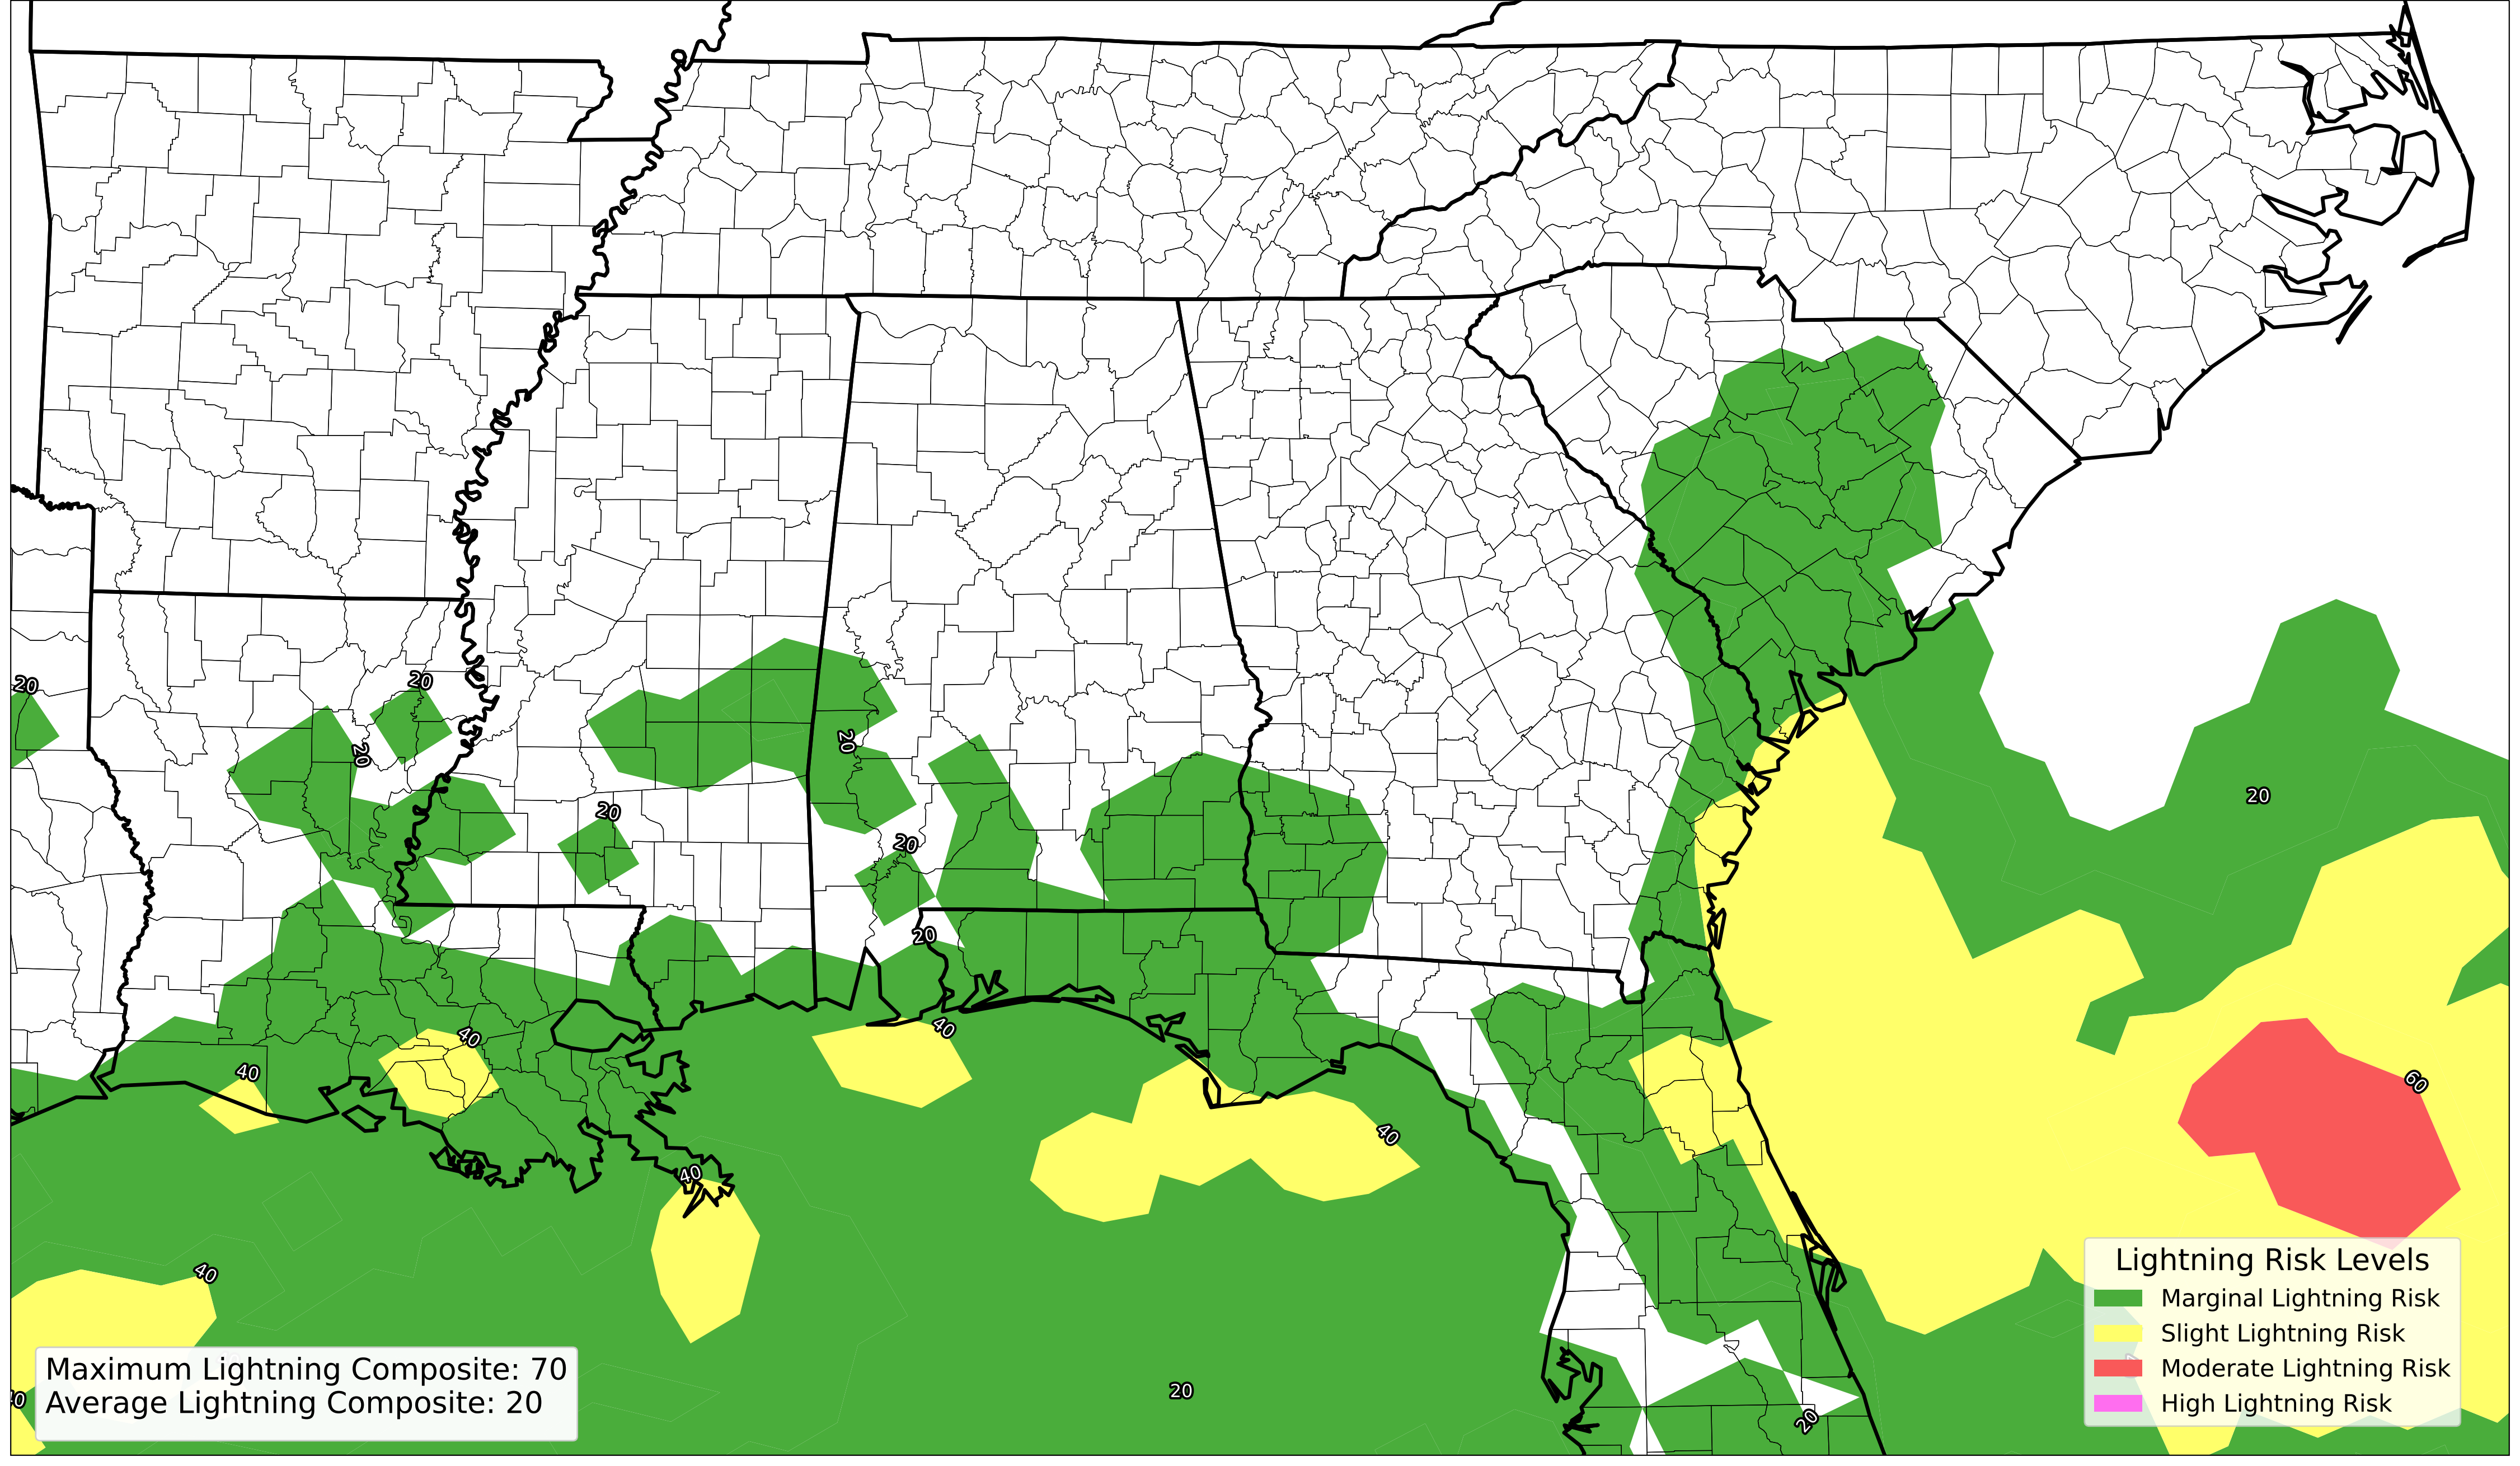 20
20
20
20
20
20
20
20
40
40
40
60
40
40
40
Lightning Risk Levels
Marginal Lightning Risk
Slight Lightning Risk
Moderate Lightning Risk
High Lightning Risk
Maximum Lightning Composite: 70
Average Lightning Composite: 20
20
20